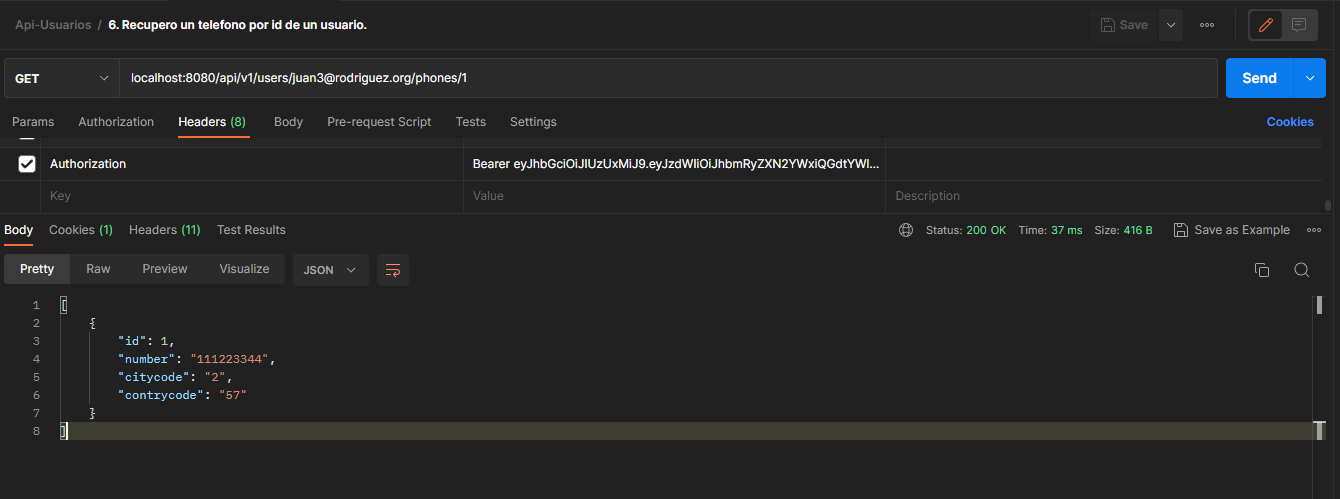 Api-Usuarios / 6. Recupero un telefono por id de un usuario.
Save
GET localhost:8080/api/v1/users/juan3@rodriguez.org/phones/1 Send
Params Authorization Headers (8) Body Pre-request Script Tests Settings Cookies
Authorization Bearer eyJhbGciOiJIUzUxMiJ9.eyJzdWIiOiJhbmRyZXN2YWxiQGdtYWl...
Key Value Description
Body Cookies (1) Headers (11) Test Results Status: 200 OK Time: 37 ms Size: 416 B Save as Example
Pretty Raw Preview Visualize JSON
1 [
2 {
3 "id": 1,
4 "number": "111223344",
5 "citycode": "2",
6 "contrycode": "57"
7 }
8 ]